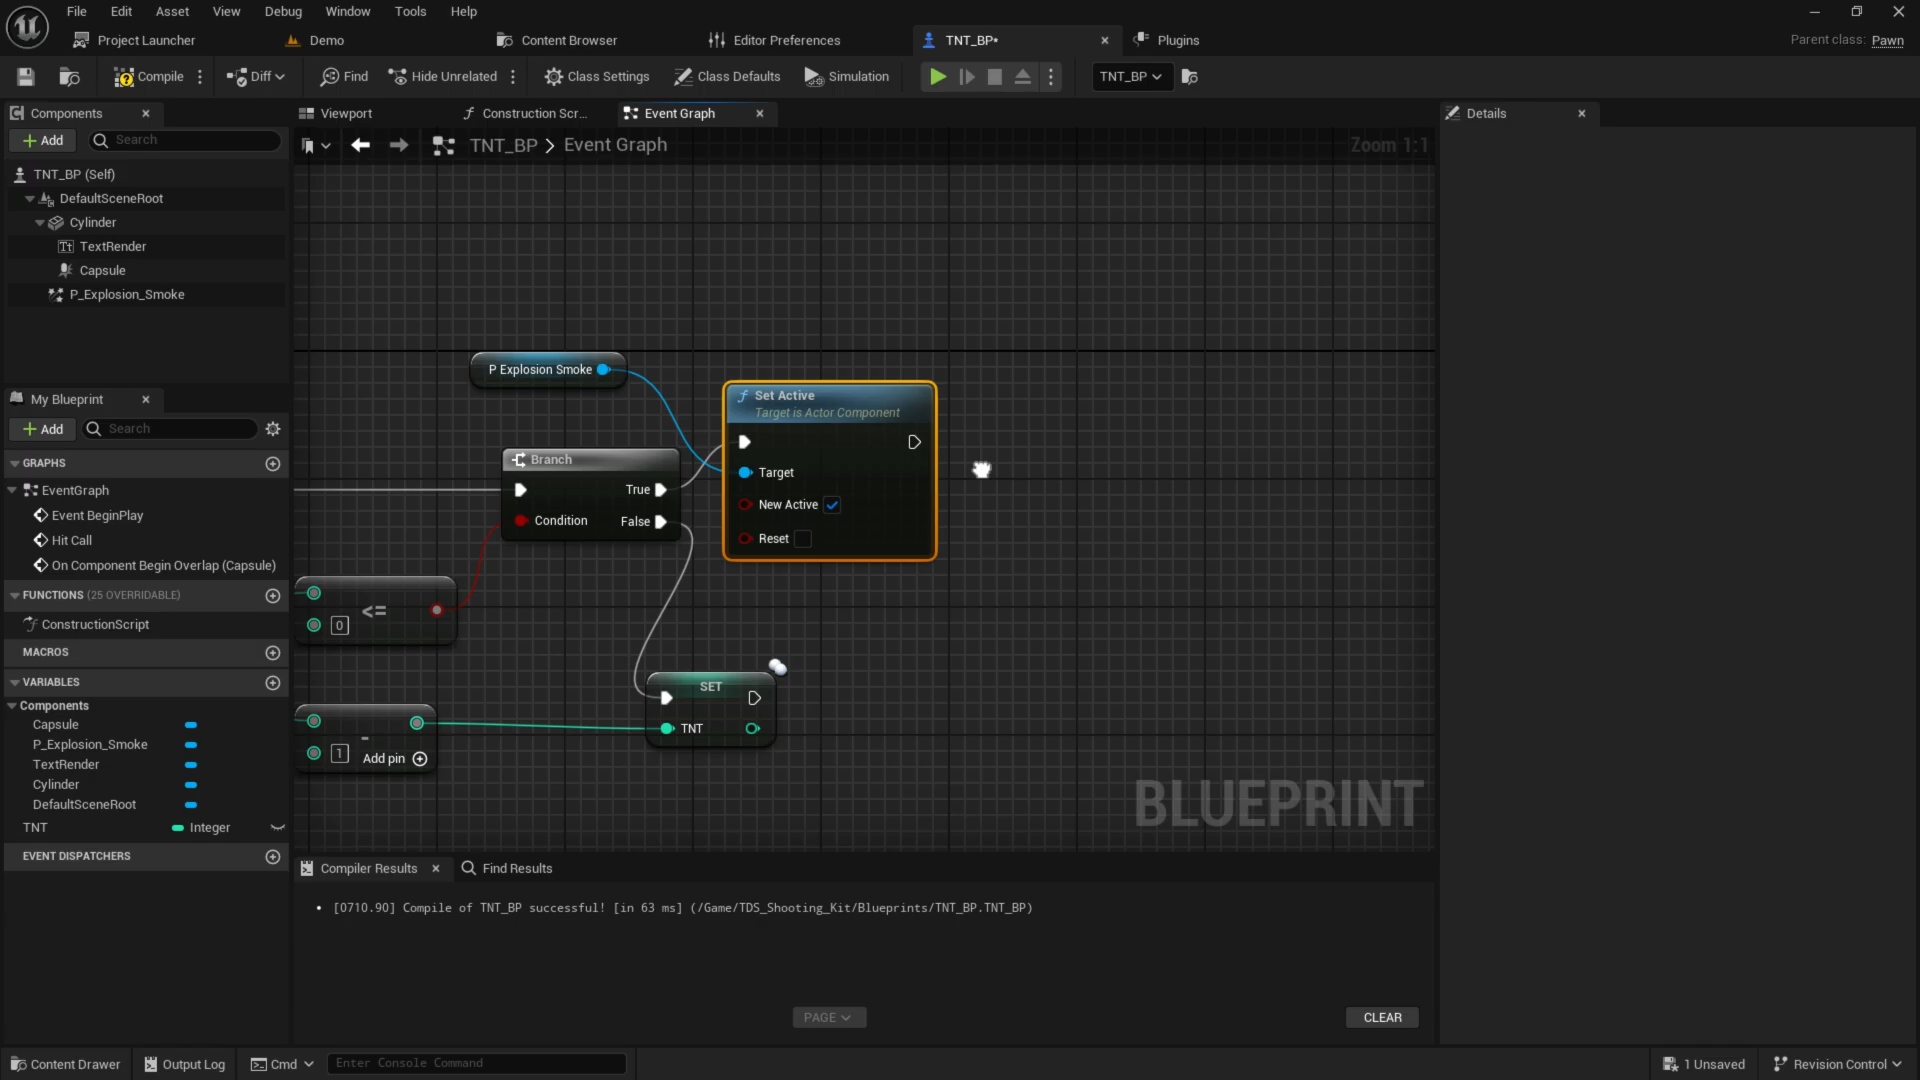 File Edit Asset View Debug Window Tools Help
Project Launcher Demo Content Browser Editor Preferences TNT_BP* Plugins Parent class: Pawn
Compile Diff Find Hide Unrelated Class Settings Class Defaults Simulation TNT_BP
Components Viewport Construction Scr... Event Graph Details
Add Search TNT_BP > Event Graph Zoom 1:1
TNT_BP (Self)
DefaultSceneRoot
Cylinder
TextRender
Capsule
P_Explosion_Smoke
My Blueprint
Add Search
GRAPHS
EventGraph
Event BeginPlay
Hit Call
On Component Begin Overlap (Capsule)
FUNCTIONS (25 OVERRIDABLE)
ConstructionScript
MACROS
VARIABLES
Components
Capsule
P_Explosion_Smoke
TextRender
Cylinder
DefaultSceneRoot
TNT Integer
EVENT DISPATCHERS
P Explosion Smoke
Set Active
Target is Actor Component
Target
New Active
Reset
Branch
True
Condition False
<=
0
SET
TNT
-
1 Add pin
BLUEPRINT
Compiler Results Find Results
• [0710.90] Compile of TNT_BP successful! [in 63 ms] (/Game/TDS_Shooting_Kit/Blueprints/TNT_BP.TNT_BP)
PAGE CLEAR
Content Drawer Output Log Cmd Enter Console Command 1 Unsaved Revision Control